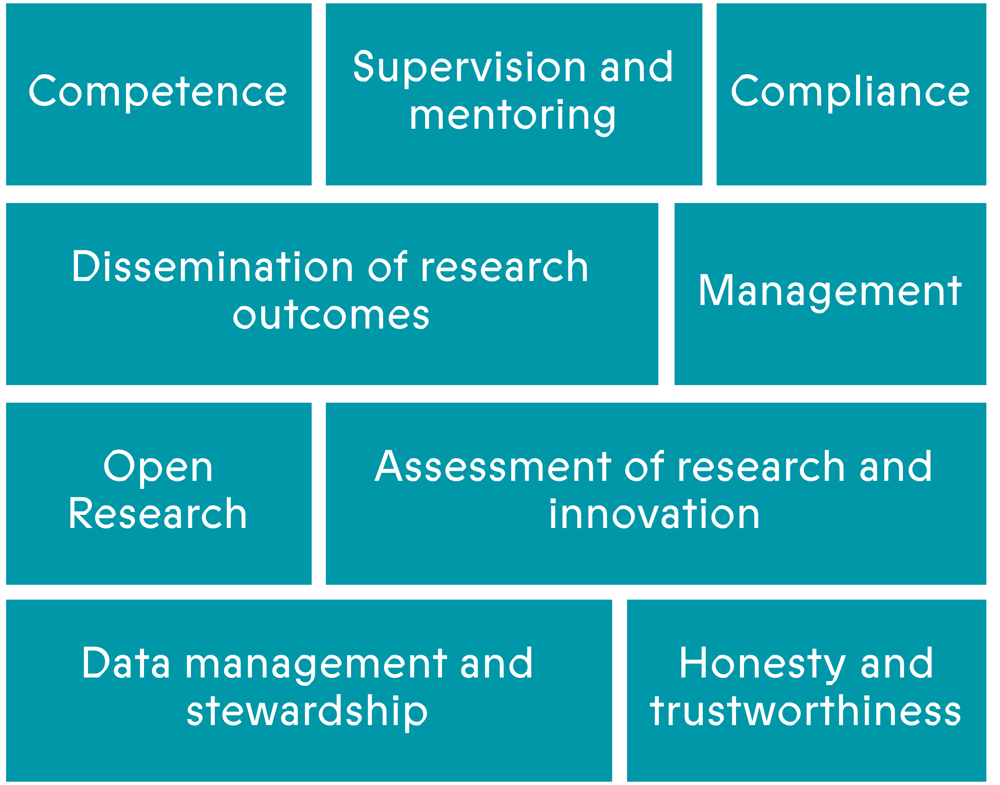 Competence
Supervision and
mentoring
Compliance
Dissemination of research
outcomes
Management
Open
Research
Assessment of research and
innovation
Data management and
stewardship
Honesty and
trustworthiness